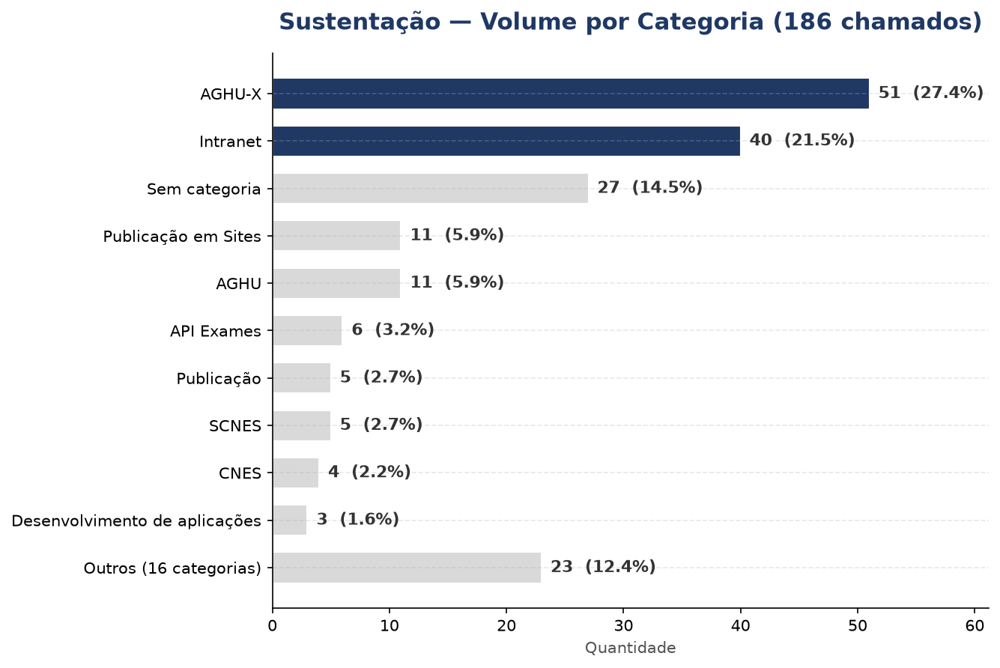 Sustentação — Volume por Categoria (186 chamados)
AGHU-X 51 (27.4%)
Intranet 40 (21.5%)
Sem categoria 27 (14.5%)
Publicação em Sites 11 (5.9%)
AGHU 11 (5.9%)
API Exames 6 (3.2%)
Publicação 5 (2.7%)
SCNES 5 (2.7%)
CNES 4 (2.2%)
Desenvolvimento de aplicações 3 (1.6%)
Outros (16 categorias) 23 (12.4%)
0 10 20 30 40 50 60
Quantidade